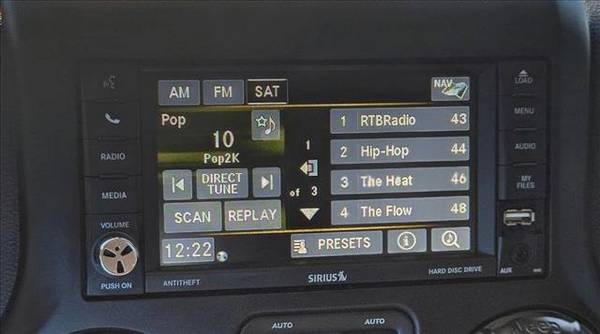 AM FM SAT NAV
LOAD
Pop
10
Pop2K
1
of 3
DIRECT TUNE
SCAN REPLAY
12:22
1 RTBRadio 43
2 Hip-Hop 44
3 The Heat 46
4 The Flow 48
PRESETS i
RADIO
MEDIA
VOLUME
PUSH ON
MENU
AUDIO
MY FILES
AUX
ANTITHEFT
SIRIUS
HARD DISC DRIVE
AUTO
AUTO